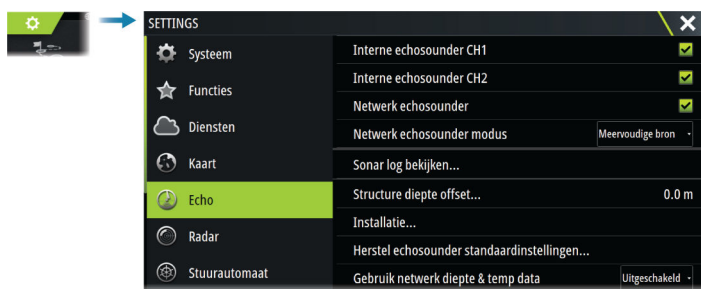 SETTINGS
Systeem
Functies
Diensten
Kaart
Echo
Radar
Stuurautomaat
Interne echosounder CH1
Interne echosounder CH2
Netwerk echosounder
Netwerk echosounder modus Meervoudige bron
Sonar log bekijken...
Structure diepte offset... 0.0 m
Installatie...
Herstel echosounder standaardinstellingen...
Gebruik netwerk diepte & temp data Uitgeschakeld